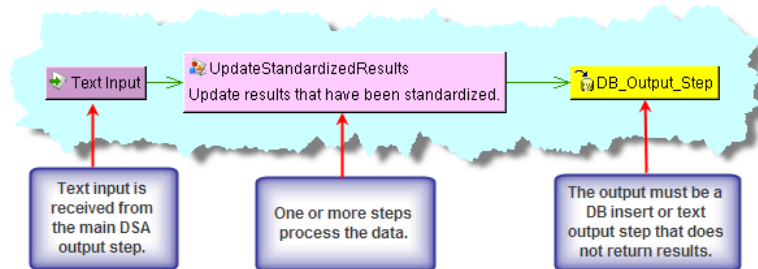 Text Input
UpdateStandardizedResults
Update results that have been standardized.
DB_Output_Step
Text input is
received from
the main DSA
output step.
One or more steps
process the data.
The output must be a
DB insert or text
output step that does
not return results.